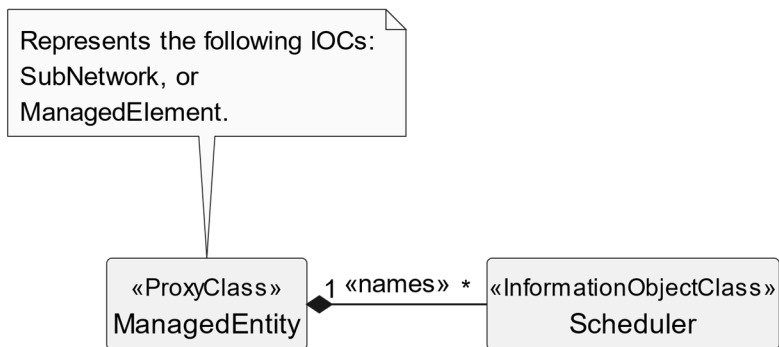 Represents the following IOCs:
SubNetwork, or
ManagedElement.
«ProxyClass»
ManagedEntity
1 «names» *
«InformationObjectClass»
Scheduler